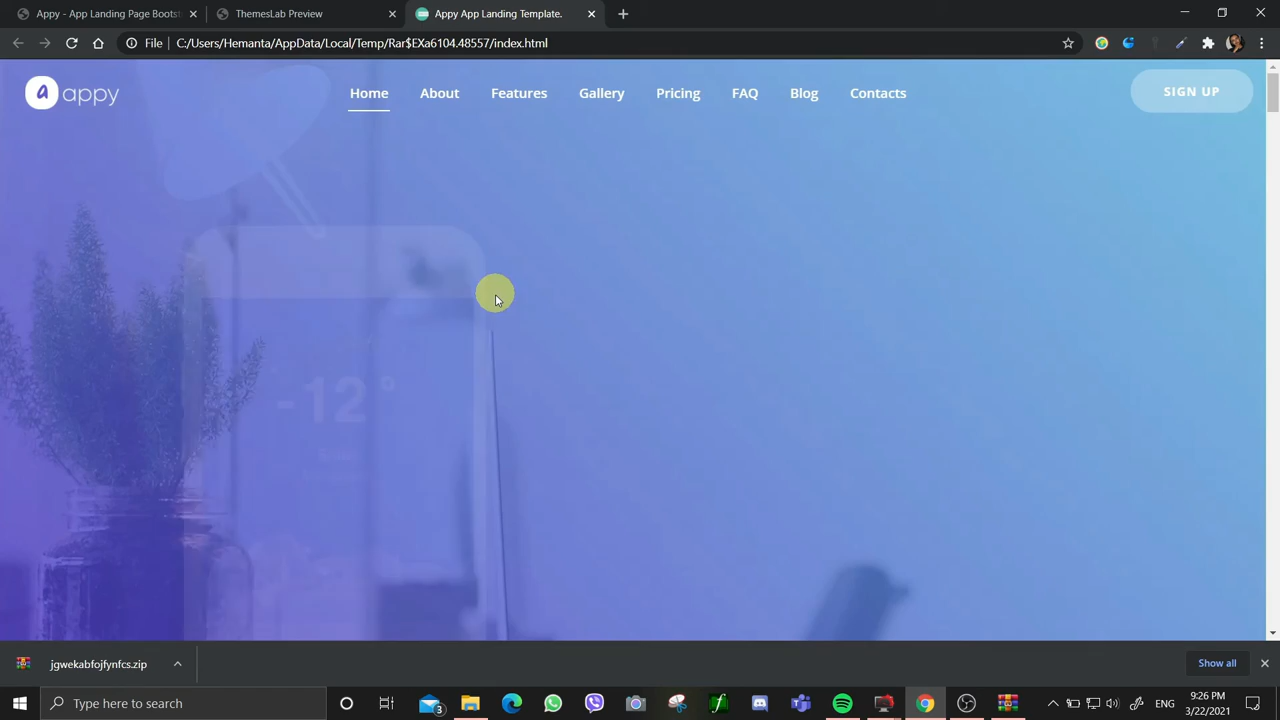 Appy - App Landing Page Bootst
ThemesLab Preview
Appy App Landing Template.
File
C:/Users/Hemanta/AppData/Local/Temp/Rar$EXa6104.48557/index.html
a appy
Home
About
Features
Gallery
Pricing
FAQ
Blog
Contacts
SIGN UP
-12°
jgwekabfojfynfcs.zip
Show all
Type here to search
3
ENG
9:26 PM
3/22/2021